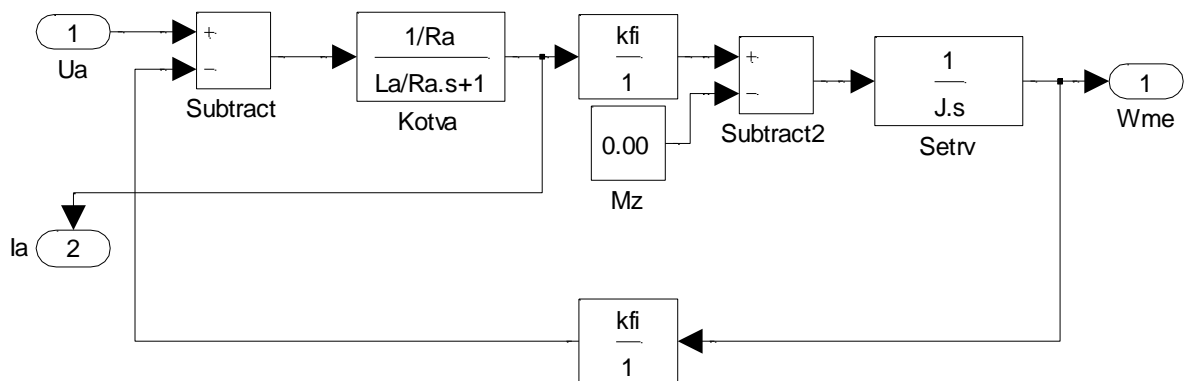 1
Ua
+
−
Subtract
1/Ra
La/Ra.s+1
Kotva
kfi
1
0.00
Mz
+
−
Subtract2
1
J.s
Setrv
1
Wme
Ia
2
kfi
1